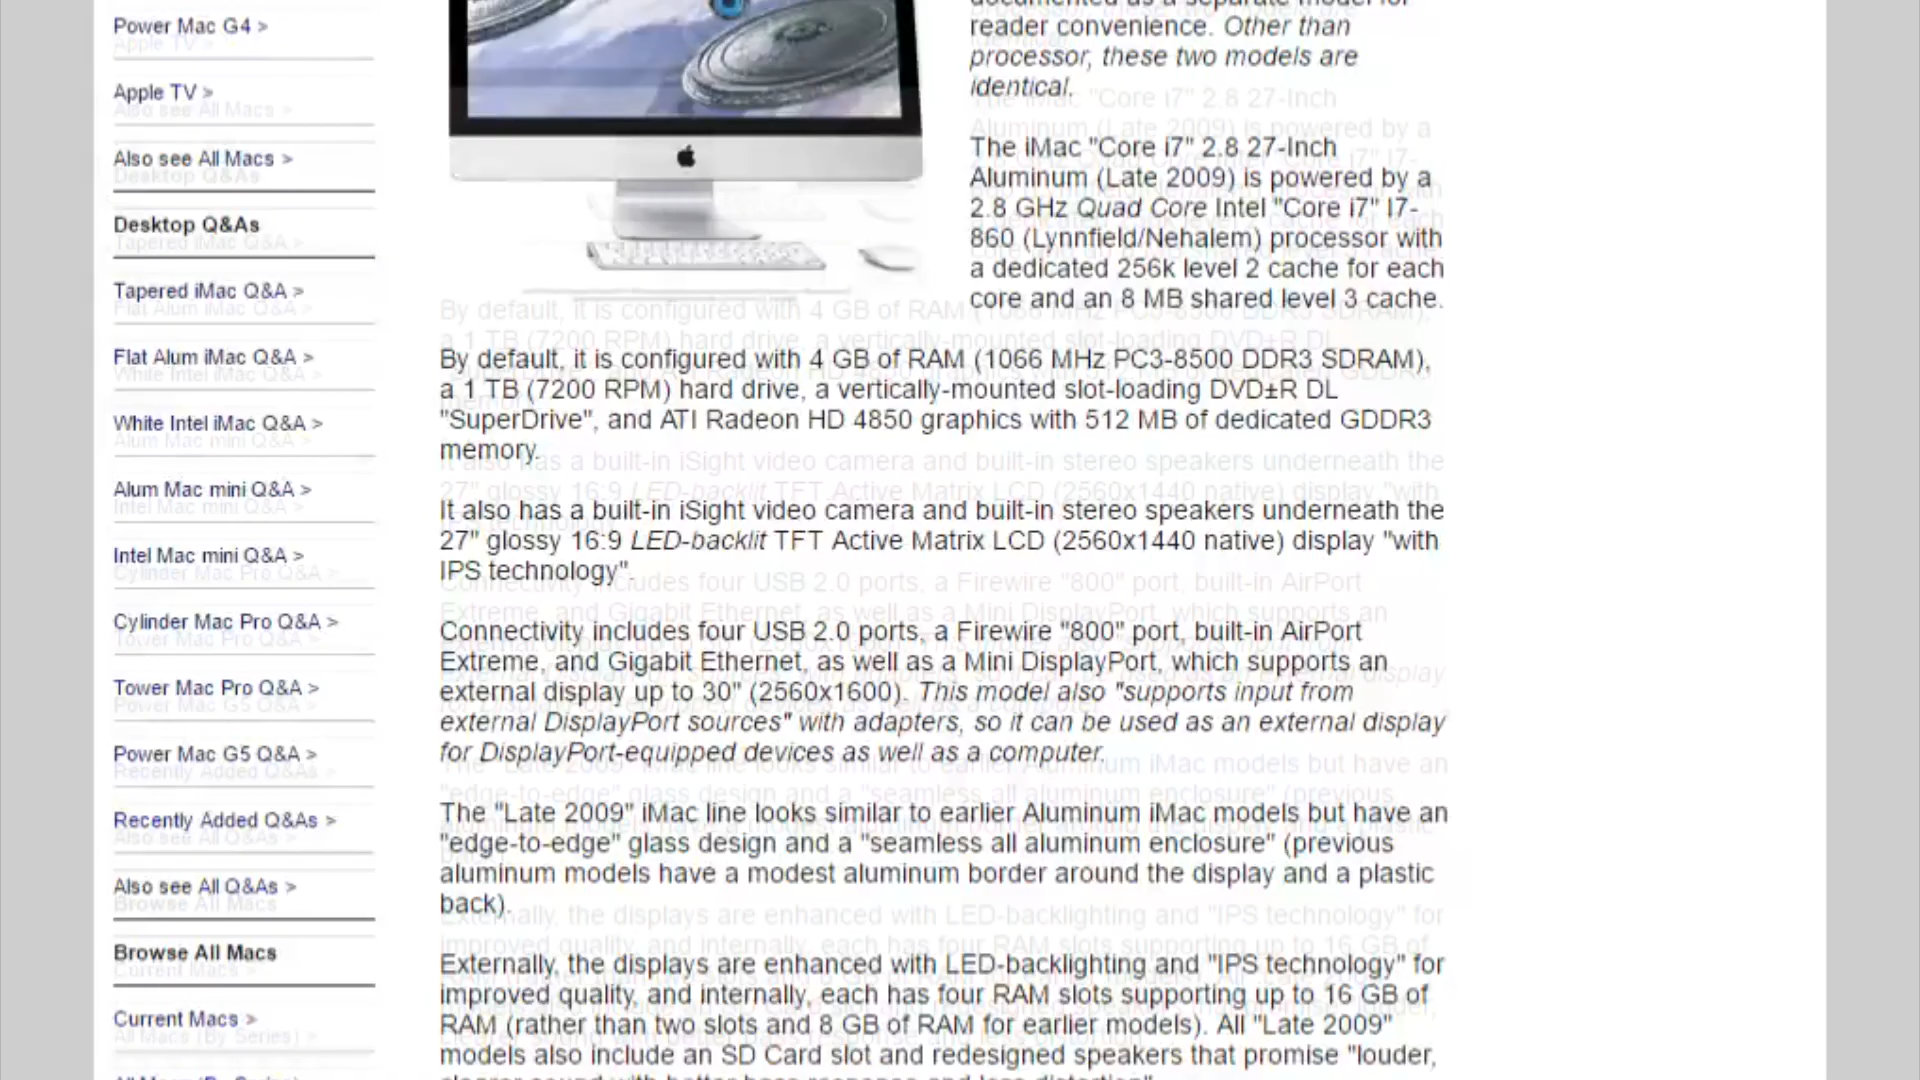 Power Mac G4 >
Apple TV >
Also see All Macs >
Desktop Q&As
Tapered iMac Q&A >
Flat Alum iMac Q&A >
White Intel iMac Q&A >
Alum Mac mini Q&A >
Intel Mac mini Q&A >
Cylinder Mac Pro Q&A >
Tower Mac Pro Q&A >
Power Mac G5 Q&A >
Recently Added Q&As >
Also see All Q&As >
Browse All Macs
Current Macs >
documented as a separate model for
reader convenience. Other than
processor, these two models are
identical.
The iMac "Core i7" 2.8 27-Inch
Aluminum (Late 2009) is powered by a
2.8 GHz Quad Core Intel "Core i7" I7-
860 (Lynnfield/Nehalem) processor with
a dedicated 256k level 2 cache for each
core and an 8 MB shared level 3 cache.
By default, it is configured with 4 GB of RAM (1066 MHz PC3-8500 DDR3 SDRAM),
a 1 TB (7200 RPM) hard drive, a vertically-mounted slot-loading DVD±R DL
"SuperDrive", and ATI Radeon HD 4850 graphics with 512 MB of dedicated GDDR3
memory.
It also has a built-in iSight video camera and built-in stereo speakers underneath the
27" glossy 16:9 LED-backlit TFT Active Matrix LCD (2560x1440 native) display "with
IPS technology".
Connectivity includes four USB 2.0 ports, a Firewire "800" port, built-in AirPort
Extreme, and Gigabit Ethernet, as well as a Mini DisplayPort, which supports an
external display up to 30" (2560x1600). This model also "supports input from
external DisplayPort sources" with adapters, so it can be used as an external display
for DisplayPort-equipped devices as well as a computer.
The "Late 2009" iMac line looks similar to earlier Aluminum iMac models but have an
"edge-to-edge" glass design and a "seamless all aluminum enclosure" (previous
aluminum models have a modest aluminum border around the display and a plastic
back).
Externally, the displays are enhanced with LED-backlighting and "IPS technology" for
improved quality, and internally, each has four RAM slots supporting up to 16 GB of
RAM (rather than two slots and 8 GB of RAM for earlier models). All "Late 2009"
models also include an SD Card slot and redesigned speakers that promise "louder,